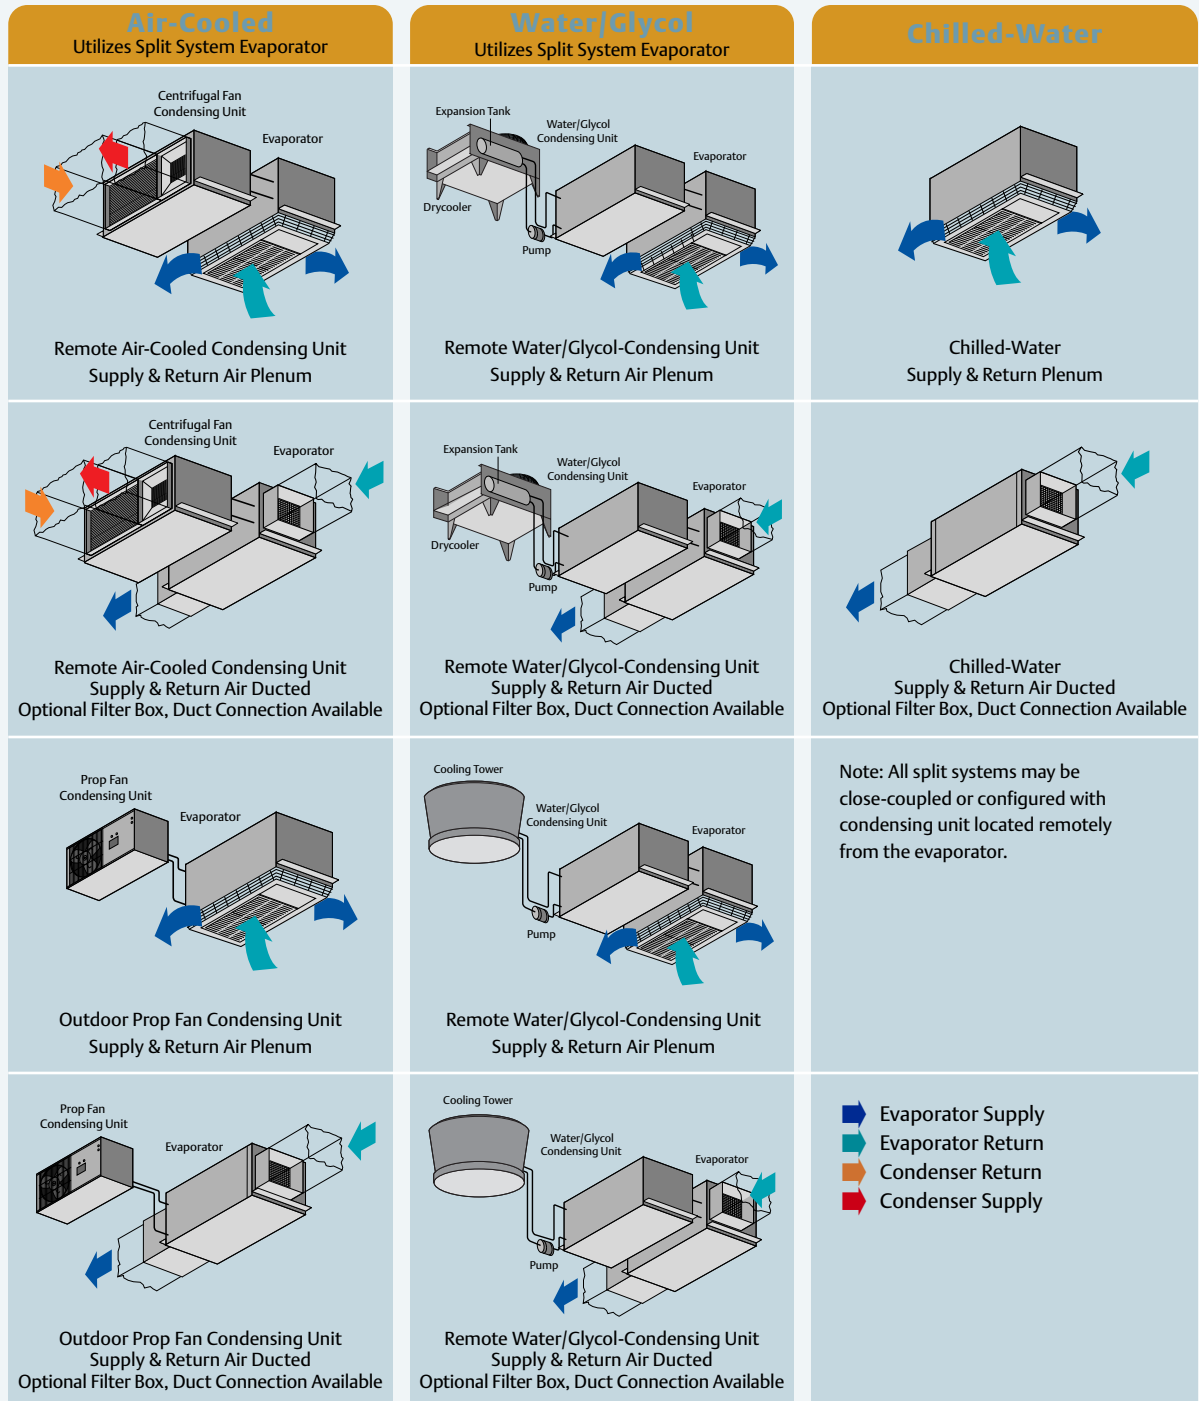 Air-Cooled
Utilizes Split System Evaporator
Water/Glycol
Utilizes Split System Evaporator
Chilled-Water
Centrifugal Fan
Condensing Unit
Evaporator
Remote Air-Cooled Condensing Unit
Supply & Return Air Plenum
Expansion Tank
Water/Glycol
Condensing Unit
Evaporator
Drycooler
Pump
Remote Water/Glycol-Condensing Unit
Supply & Return Air Plenum
Chilled-Water
Supply & Return Plenum
Centrifugal Fan
Condensing Unit
Evaporator
Remote Air-Cooled Condensing Unit
Supply & Return Air Ducted
Optional Filter Box, Duct Connection Available
Expansion Tank
Water/Glycol
Condensing Unit
Evaporator
Drycooler
Pump
Remote Water/Glycol-Condensing Unit
Supply & Return Air Ducted
Optional Filter Box, Duct Connection Available
Chilled-Water
Supply & Return Air Ducted
Optional Filter Box, Duct Connection Available
Prop Fan
Condensing Unit
Evaporator
Outdoor Prop Fan Condensing Unit
Supply & Return Air Plenum
Cooling Tower
Water/Glycol
Condensing Unit
Evaporator
Pump
Remote Water/Glycol-Condensing Unit
Supply & Return Air Plenum
Note: All split systems may be
close-coupled or configured with
condensing unit located remotely
from the evaporator.
Prop Fan
Condensing Unit
Evaporator
Outdoor Prop Fan Condensing Unit
Supply & Return Air Ducted
Optional Filter Box, Duct Connection Available
Cooling Tower
Water/Glycol
Condensing Unit
Evaporator
Pump
Remote Water/Glycol-Condensing Unit
Supply & Return Air Ducted
Optional Filter Box, Duct Connection Available
Evaporator Supply
Evaporator Return
Condenser Return
Condenser Supply